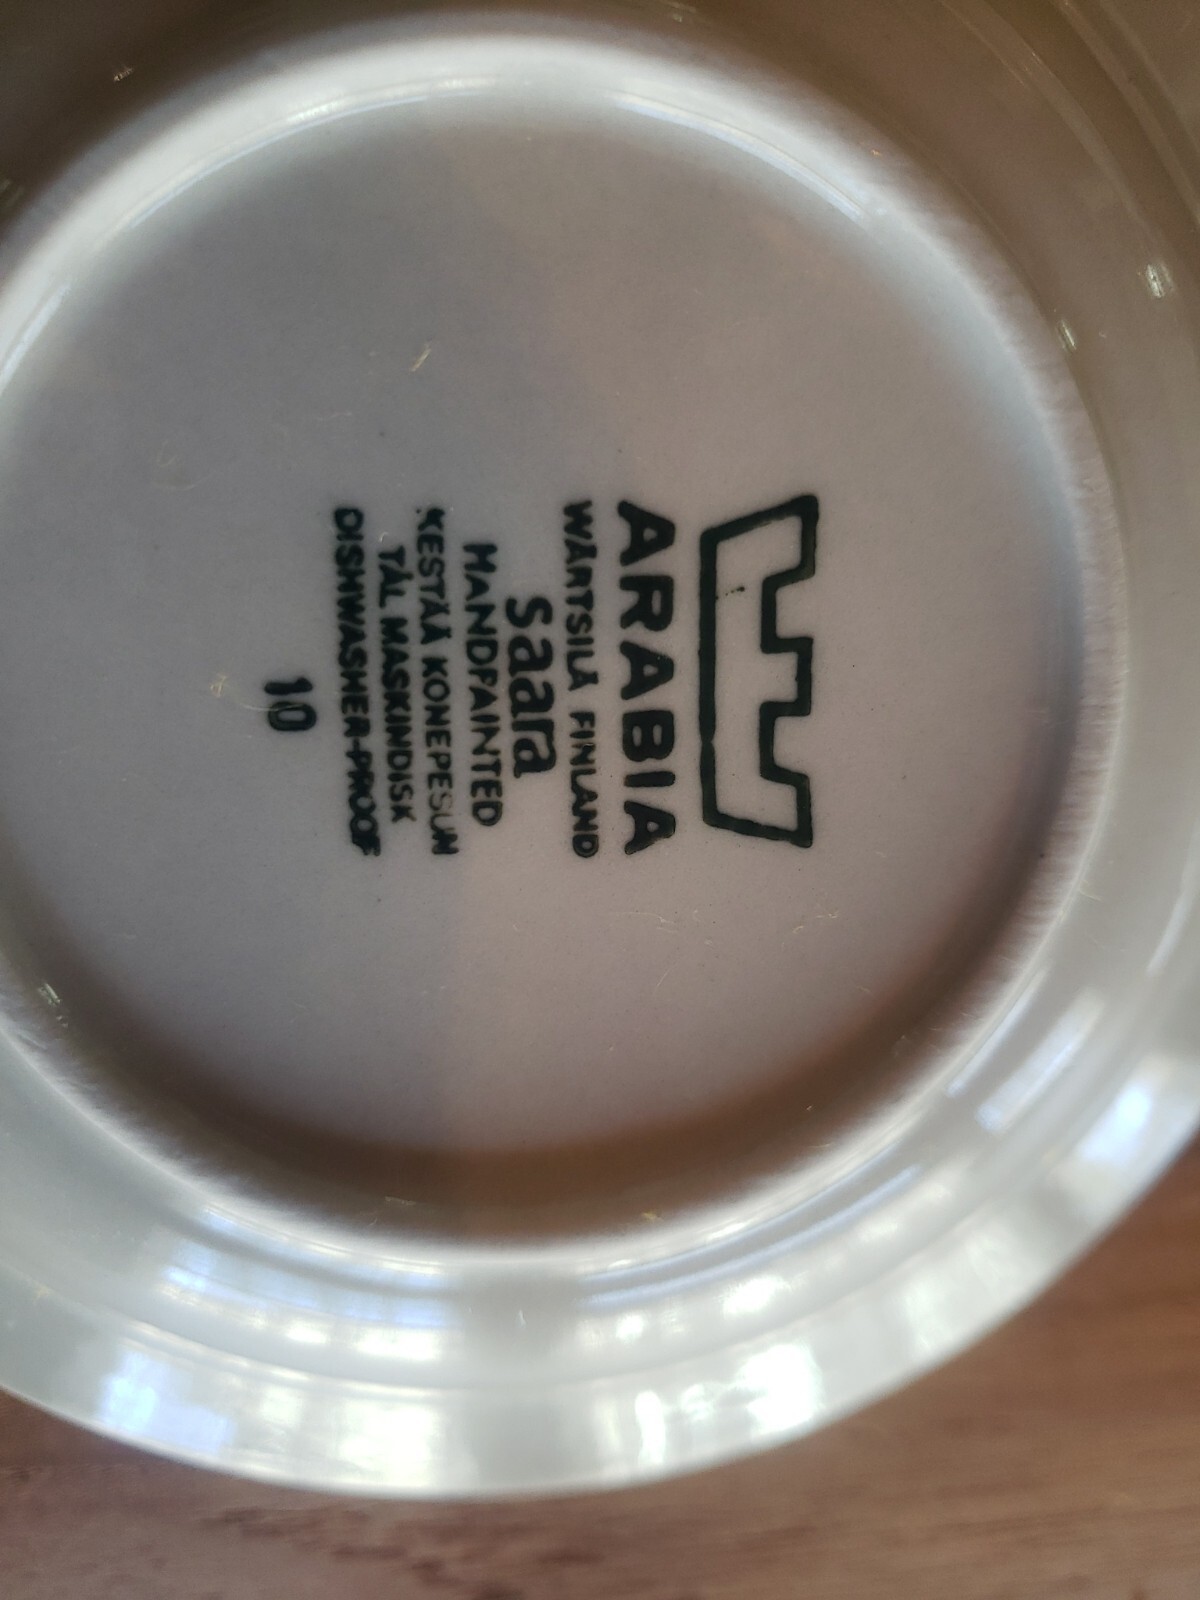 ARABIA
WÄRTSILÄ FINLAND
saara
HANDPAINTED
KESTÄÄ KONEPESUN
TÅL MASKINDISK
DISHWASHER-PROOF
10